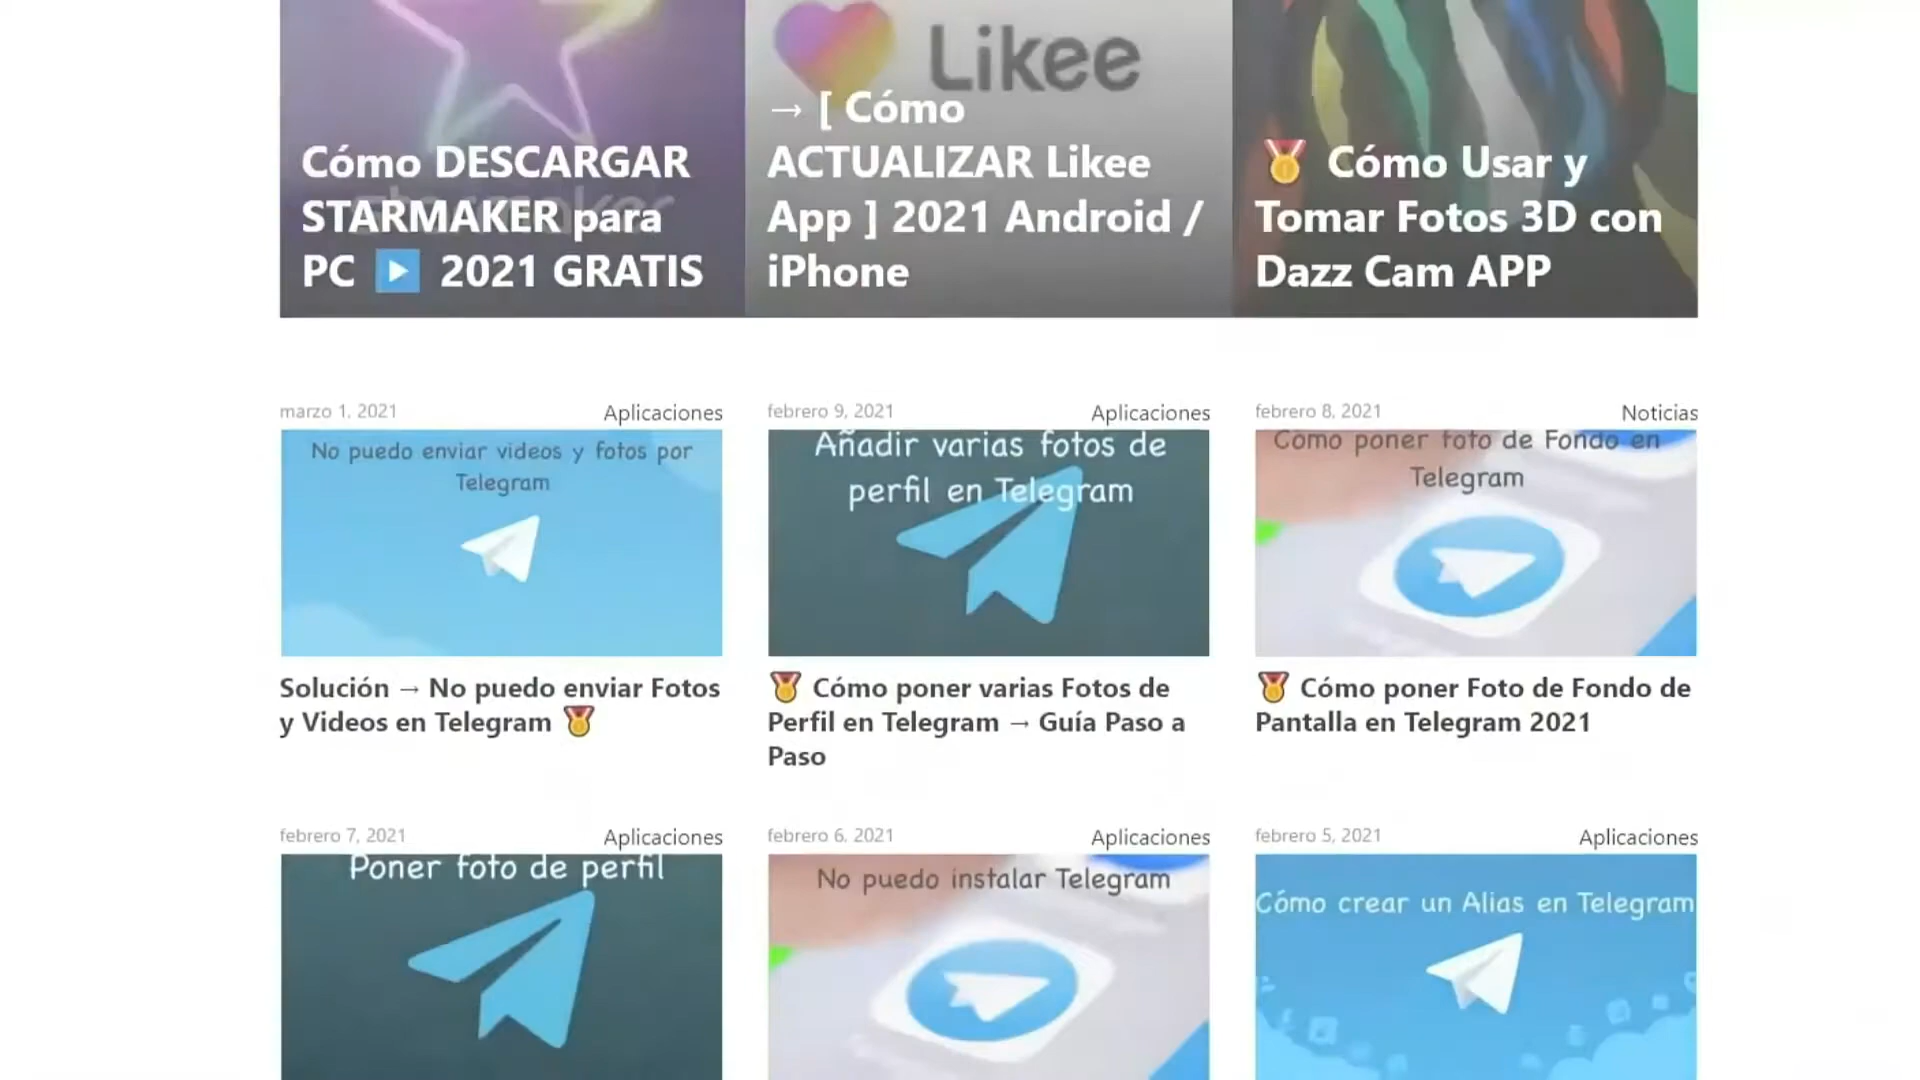 Likee
Cómo DESCARGAR
STARMAKER para
PC ▶ 2021 GRATIS
→ [ Cómo
ACTUALIZAR Likee
App ] 2021 Android /
iPhone
🏅 Cómo Usar y
Tomar Fotos 3D con
Dazz Cam APP
marzo 1, 2021
Aplicaciones
No puedo enviar videos y fotos por
Telegram
Solución → No puedo enviar Fotos
y Videos en Telegram 🏅
febrero 9, 2021
Aplicaciones
Añadir varias fotos de
perfil en Telegram
🏅 Cómo poner varias Fotos de
Perfil en Telegram → Guía Paso a
Paso
febrero 8, 2021
Noticias
Cómo poner foto de Fondo en
Telegram
🏅 Cómo poner Foto de Fondo de
Pantalla en Telegram 2021
febrero 7, 2021
Aplicaciones
Poner foto de perfil
febrero 6, 2021
Aplicaciones
No puedo instalar Telegram
febrero 5, 2021
Aplicaciones
Cómo crear un Alias en Telegram